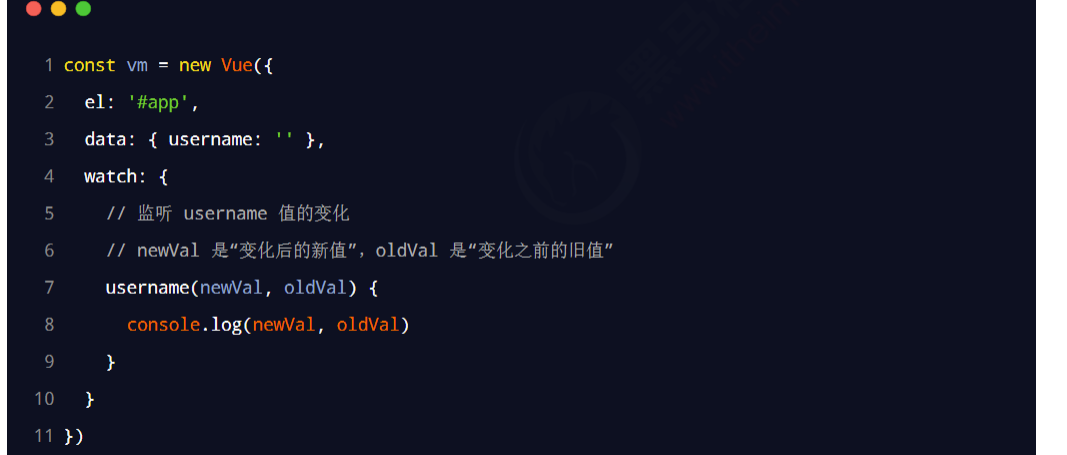 1 const vm = new Vue({
2 el: '#app',
3 data: { username: '' },
4 watch: {
5 // 监听 username 值的变化
6 // newVal 是“变化后的新值”，oldVal 是“变化之前的旧值”
7 username(newVal, oldVal) {
8 console.log(newVal, oldVal)
9 }
10 }
11 })